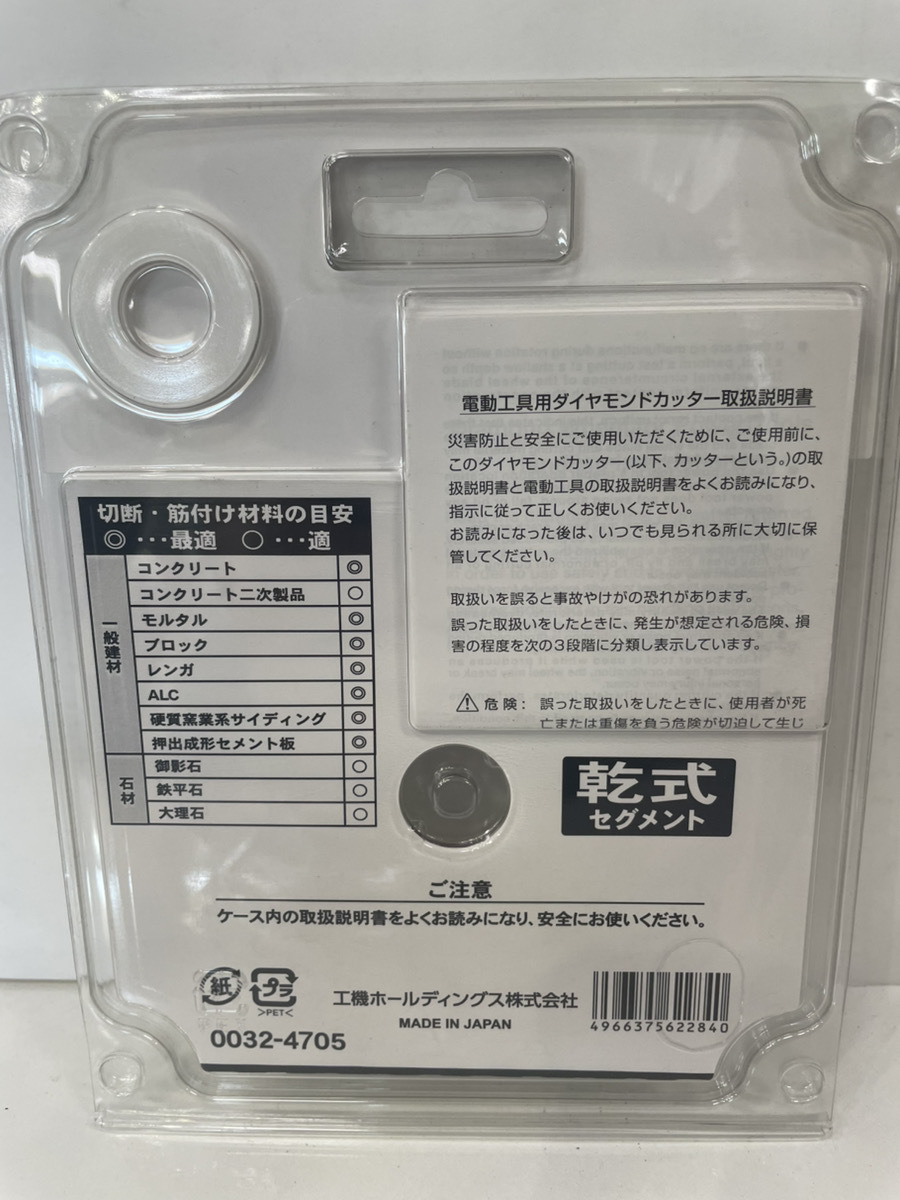 電動工具用ダイヤモンドカッター取扱説明書
災害防止と安全にご使用いただくために、ご使用前に、
このダイヤモンドカッター(以下、カッターという。)の取
扱説明書と電動工具の取扱説明書をよくお読みになり、
指示に従って正しくお使いください。
お読みになった後は、いつでも見られる所に大切に保
管してください。
取扱いを誤ると事故やけがの恐れがあります。
誤った取扱いをしたときに、発生が想定される危険、損
害の程度を次の3段階に分類し表示しています。
⚠ 危険: 誤った取扱いをしたときに、使用者が死
亡または重傷を負う危険が切迫して生じ
切断・筋付け材料の目安
◎ ･･･最適 ○ ･･･適
一般建材
コンクリート ◎
コンクリート二次製品 ○
モルタル ◎
ブロック ◎
レンガ ◎
ALC ◎
硬質窯業系サイディング ◎
押出成形セメント板 ◎
石材
御影石 ○
鉄平石 ○
大理石 ○
乾式
セグメント
ご注意
ケース内の取扱説明書をよくお読みになり、安全にお使いください。
紙
プラ
>PET<
工機ホールディングス株式会社
MADE IN JAPAN
0032-4705
4966375622840